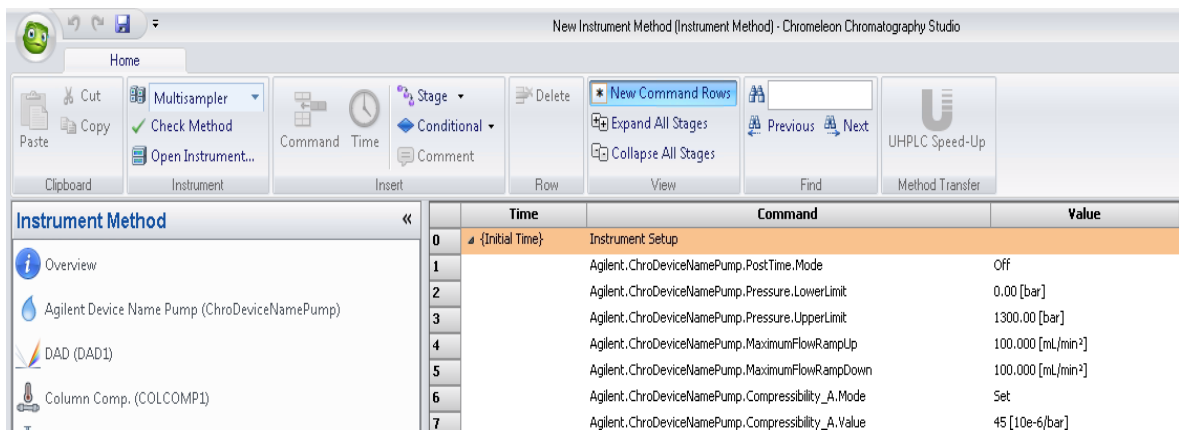 New Instrument Method (Instrument Method) - Chromeleon Chromatography Studio
Home
Paste
Cut
Copy
Clipboard
Multisampler
Check Method
Open Instrument...
Instrument
Command
Time
Stage
Conditional
Comment
Insert
Delete
Row
New Command Rows
Expand All Stages
Collapse All Stages
View
Previous Next
Find
UHPLC Speed-Up
Method Transfer
Instrument Method «
Overview
Agilent Device Name Pump (ChroDeviceNamePump)
DAD (DAD1)
Column Comp. (COLCOMP1)
Time Command Value
0 {Initial Time} Instrument Setup
1 Agilent.ChroDeviceNamePump.PostTime.Mode Off
2 Agilent.ChroDeviceNamePump.Pressure.LowerLimit 0.00 [bar]
3 Agilent.ChroDeviceNamePump.Pressure.UpperLimit 1300.00 [bar]
4 Agilent.ChroDeviceNamePump.MaximumFlowRampUp 100.000 [mL/min²]
5 Agilent.ChroDeviceNamePump.MaximumFlowRampDown 100.000 [mL/min²]
6 Agilent.ChroDeviceNamePump.Compressibility_A.Mode Set
7 Agilent.ChroDeviceNamePump.Compressibility_A.Value 45 [10e-6/bar]